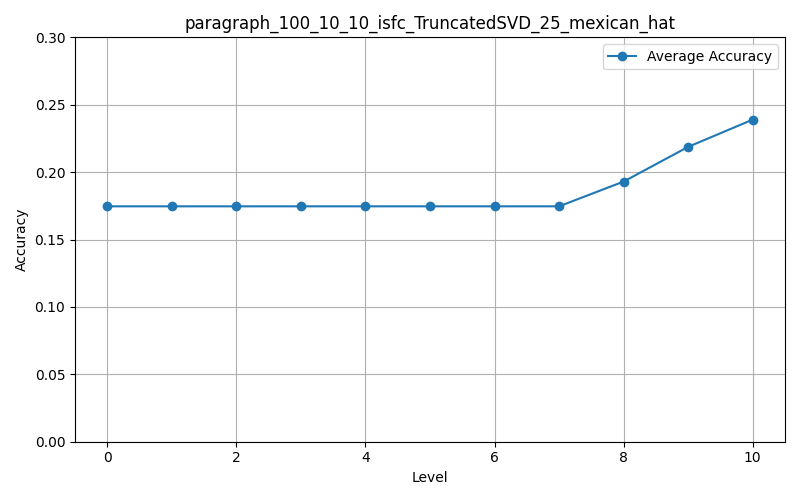 paragraph_100_10_10_isfc_TruncatedSVD_25_mexican_hat
Average Accuracy
Accuracy
0.30
0.25
0.20
0.15
0.10
0.05
0.00
0 2 4 6 8 10
Level